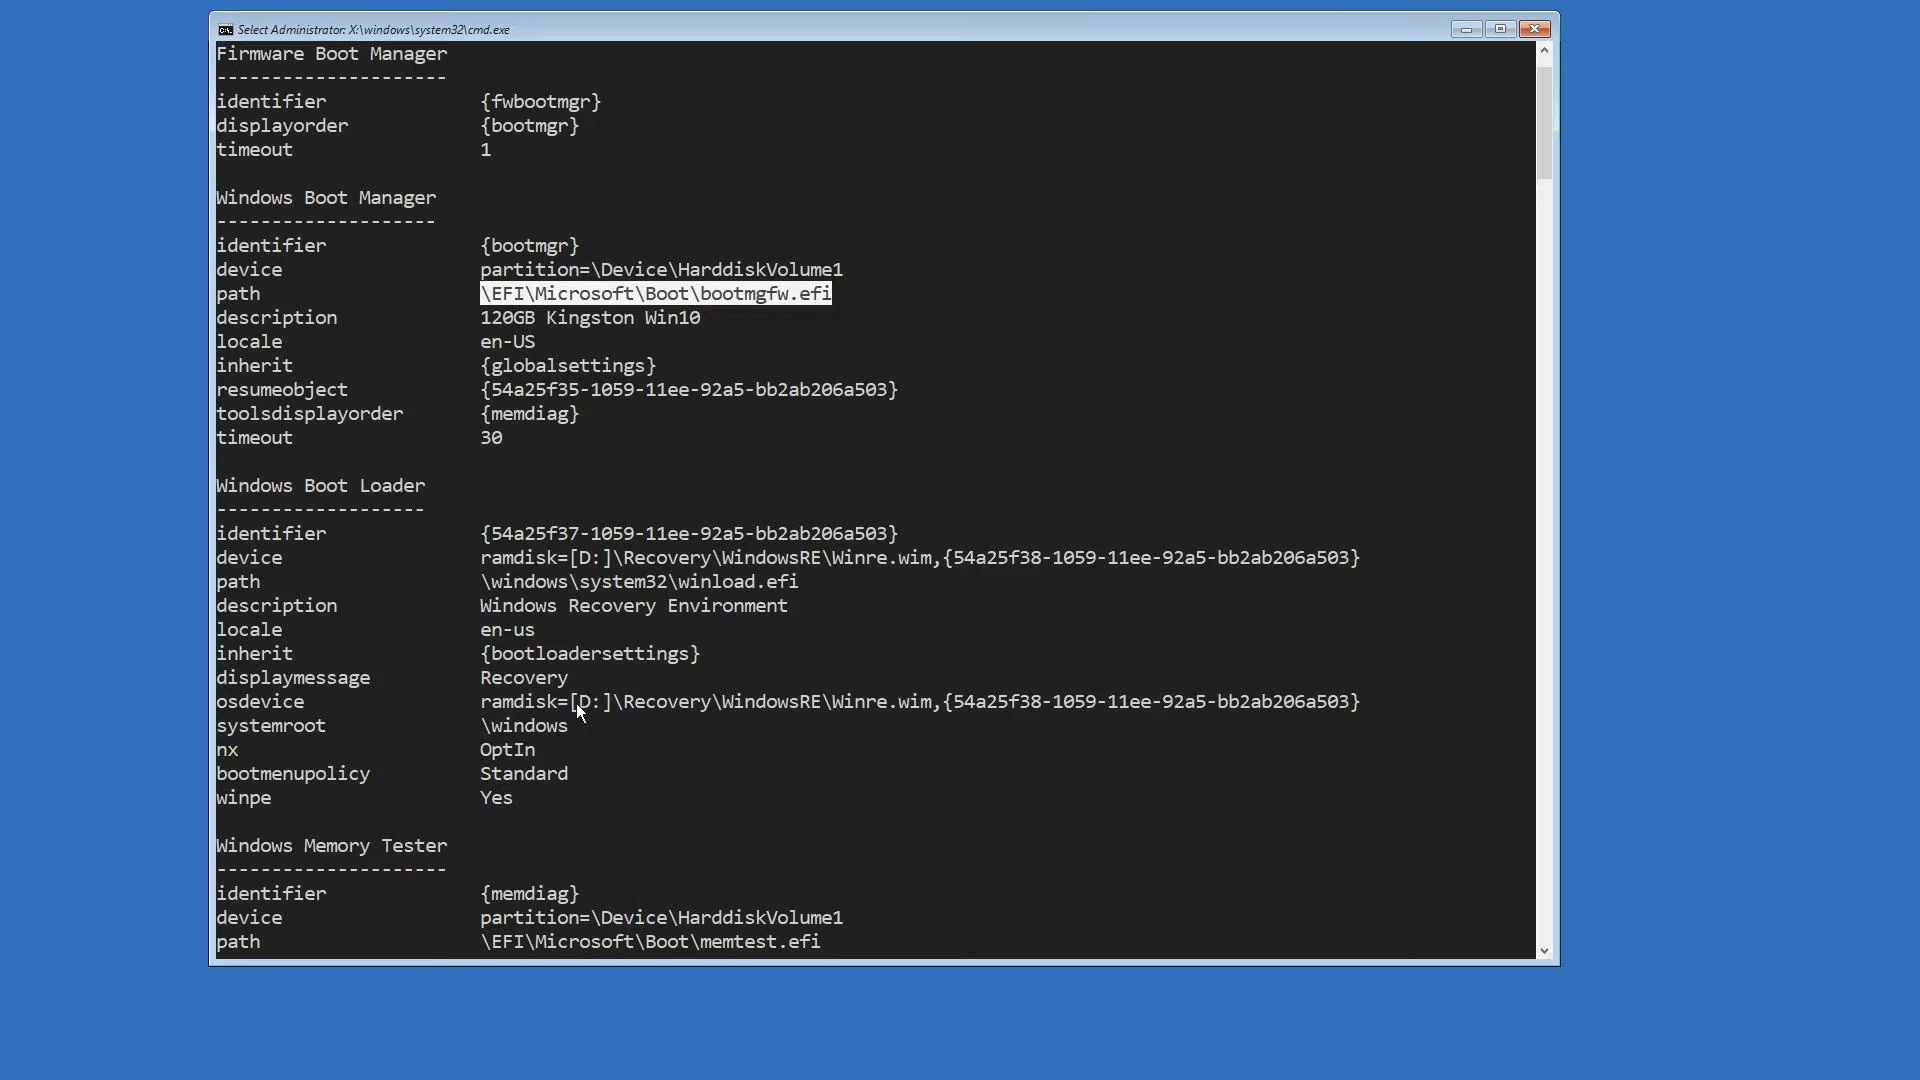 Select Administrator: X:\windows\system32\cmd.exe
Firmware Boot Manager
---------------------
identifier              {fwbootmgr}
displayorder            {bootmgr}
timeout                 1
Windows Boot Manager
--------------------
identifier              {bootmgr}
device                  partition=\Device\HarddiskVolume1
path                    \EFI\Microsoft\Boot\bootmgfw.efi
description             120GB Kingston Win10
locale                  en-US
inherit                 {globalsettings}
resumeobject            {54a25f35-1059-11ee-92a5-bb2ab206a503}
toolsdisplayorder       {memdiag}
timeout                 30
Windows Boot Loader
-------------------
identifier              {54a25f37-1059-11ee-92a5-bb2ab206a503}
device                  ramdisk=[D:]\Recovery\WindowsRE\Winre.wim,{54a25f38-1059-11ee-92a5-bb2ab206a503}
path                    \windows\system32\winload.efi
description             Windows Recovery Environment
locale                  en-us
inherit                 {bootloadersettings}
displaymessage          Recovery
osdevice                ramdisk=[D:]\Recovery\WindowsRE\Winre.wim,{54a25f38-1059-11ee-92a5-bb2ab206a503}
systemroot              \windows
nx                      OptIn
bootmenupolicy          Standard
winpe                   Yes
Windows Memory Tester
---------------------
identifier              {memdiag}
device                  partition=\Device\HarddiskVolume1
path                    \EFI\Microsoft\Boot\memtest.efi